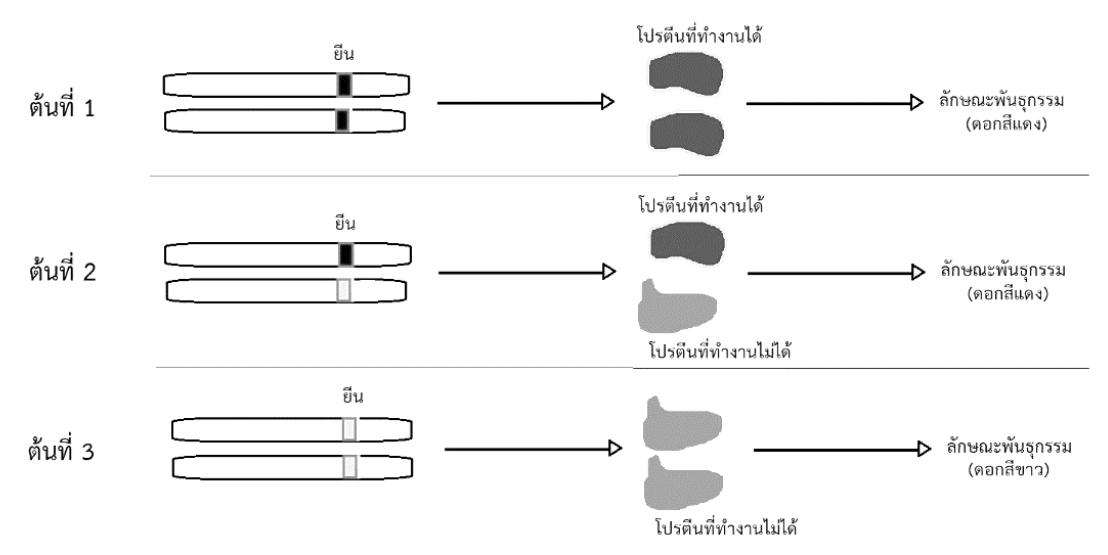 โปรตีนที่ทำงานได้
ยีน
ต้นที่ 1
ลักษณะพันธุกรรม
(ดอกสีแดง)
โปรตีนที่ทำงานได้
ยีน
ต้นที่ 2
ลักษณะพันธุกรรม
(ดอกสีแดง)
โปรตีนที่ทำงานไม่ได้
ยีน
ต้นที่ 3
ลักษณะพันธุกรรม
(ดอกสีขาว)
โปรตีนที่ทำงานไม่ได้